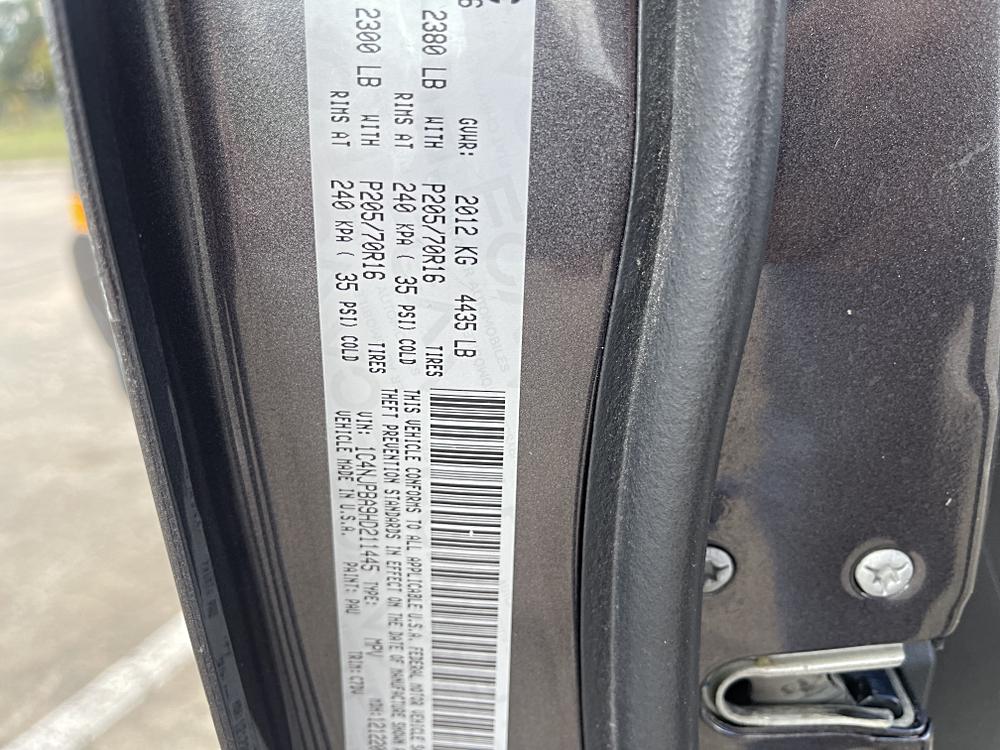 GVWR: 2012 KG 4435 LB
2380 LB WITH P205/70R16 TIRES
RIMS AT 240 KPA ( 35 PSI) COLD
2300 LB WITH P205/70R16 TIRES
RIMS AT 240 KPA ( 35 PSI) COLD
THIS VEHICLE CONFORMS TO ALL APPLICABLE U.S.A. FEDERAL MOTOR VEHICLE
THEFT PREVENTION STANDARDS IN EFFECT ON THE DATE OF MANUFACTURE SHOWN
VIN: 1C4NJPBA9HD211445 TYPE: MPV
VEHICLE MADE IN U.S.A. PAINT: PAU TRIM: C7DV